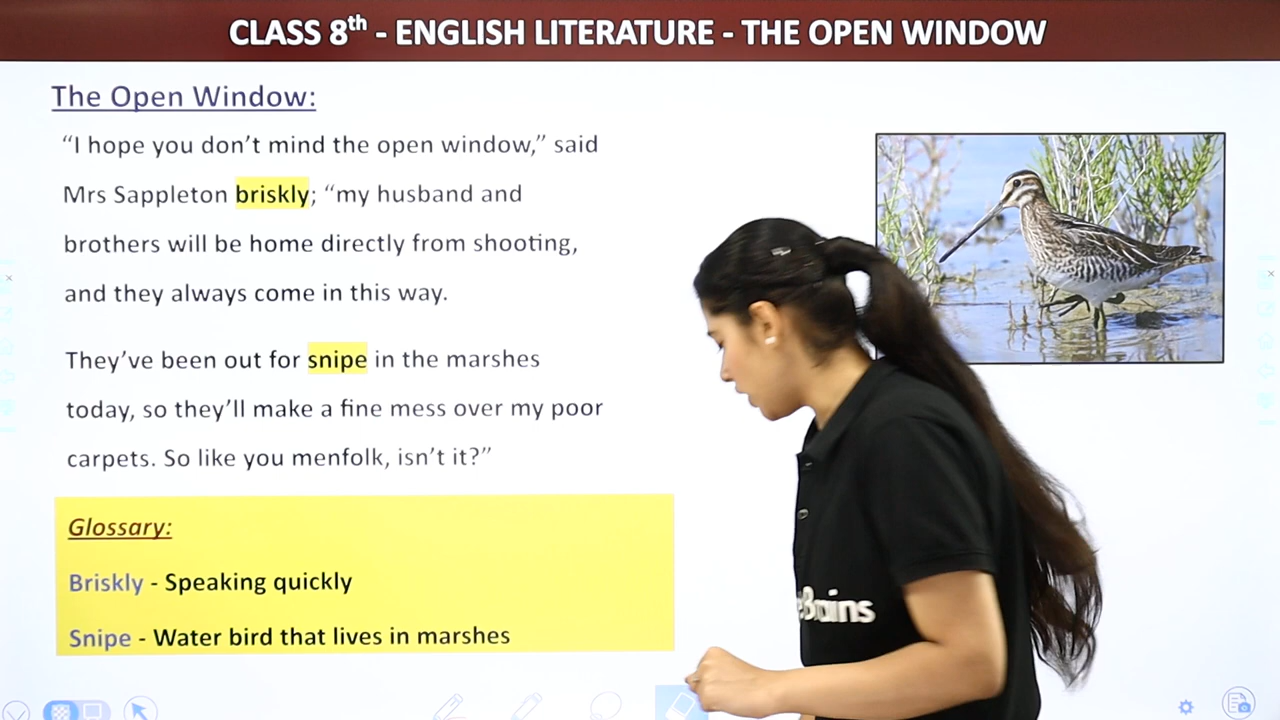 CLASS 8th - ENGLISH LITERATURE - THE OPEN WINDOW
The Open Window:
“I hope you don’t mind the open window,” said
Mrs Sappleton briskly; “my husband and
brothers will be home directly from shooting,
and they always come in this way.
They’ve been out for snipe in the marshes
today, so they’ll make a fine mess over my poor
carpets. So like you menfolk, isn’t it?”
Glossary:
Briskly - Speaking quickly
Snipe - Water bird that lives in marshes